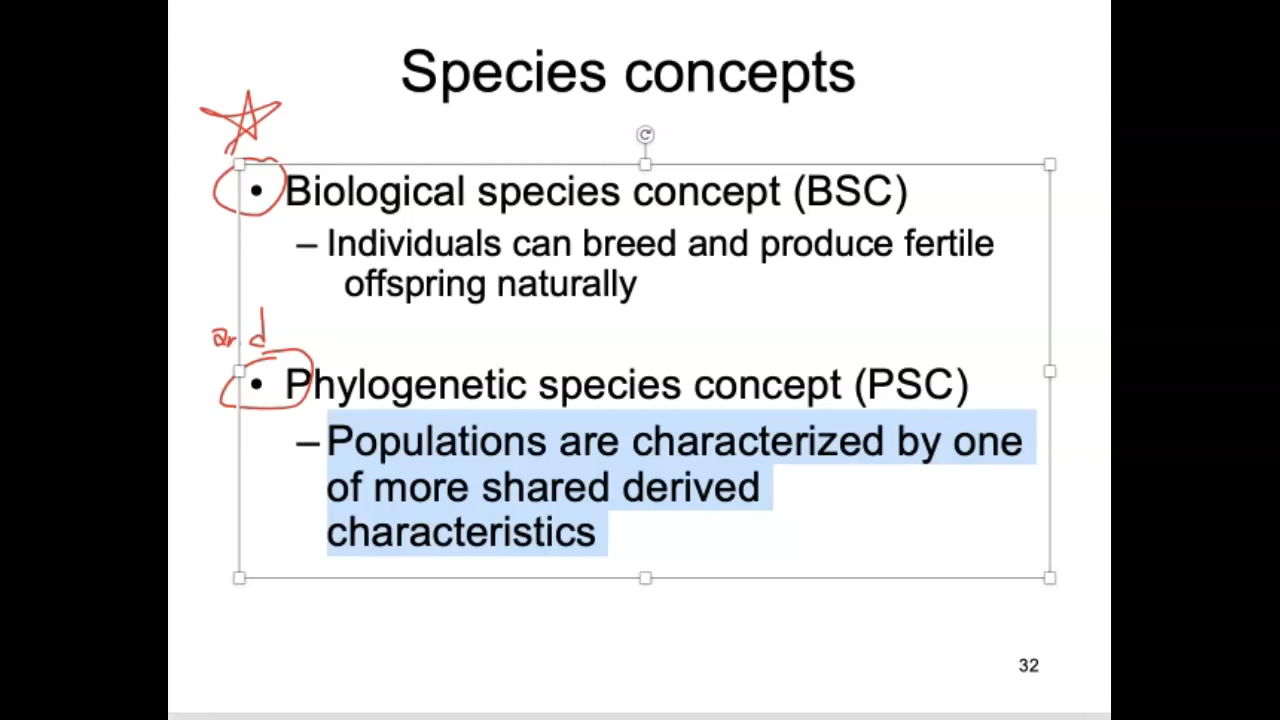 Species concepts
• Biological species concept (BSC)
– Individuals can breed and produce fertile
offspring naturally
and
• Phylogenetic species concept (PSC)
– Populations are characterized by one
of more shared derived
characteristics
32